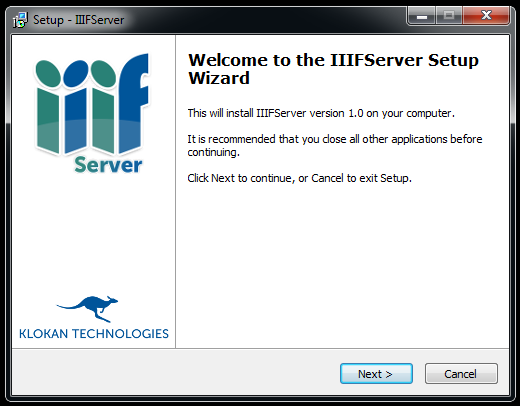 Setup - IIIFServer
iiif
Server
Welcome to the IIIFServer Setup
Wizard
This will install IIIFServer version 1.0 on your computer.
It is recommended that you close all other applications before
continuing.
Click Next to continue, or Cancel to exit Setup.
KLOKAN TECHNOLOGIES
Next >
Cancel